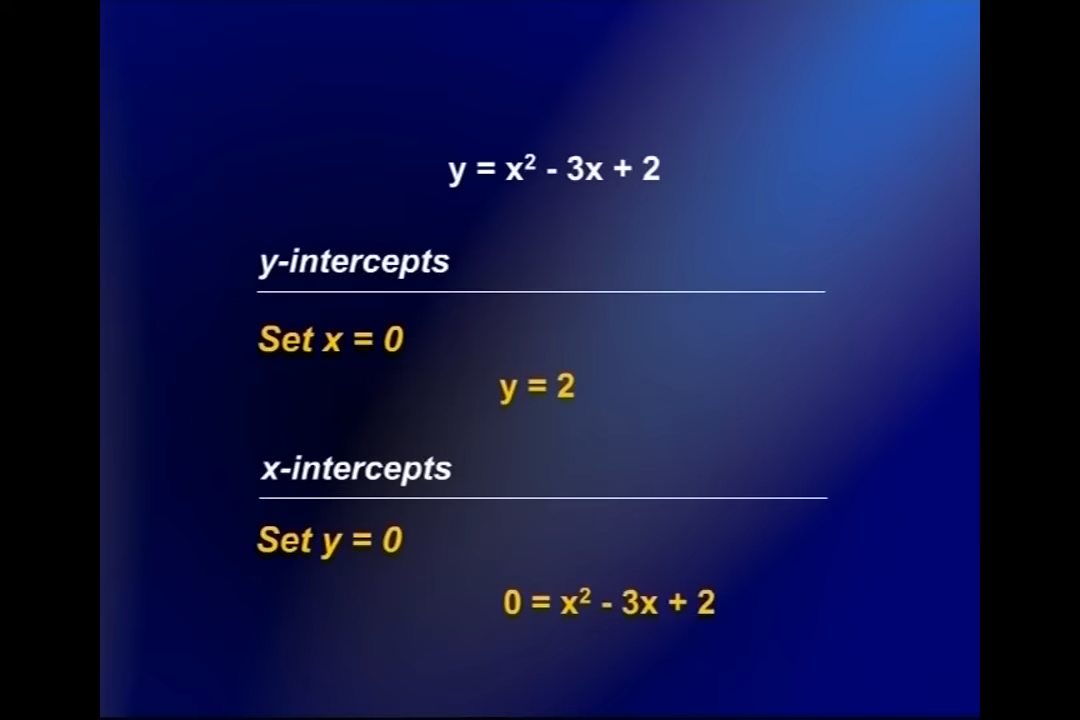 y = x² - 3x + 2
y-intercepts
Set x = 0
y = 2
x-intercepts
Set y = 0
0 = x² - 3x + 2